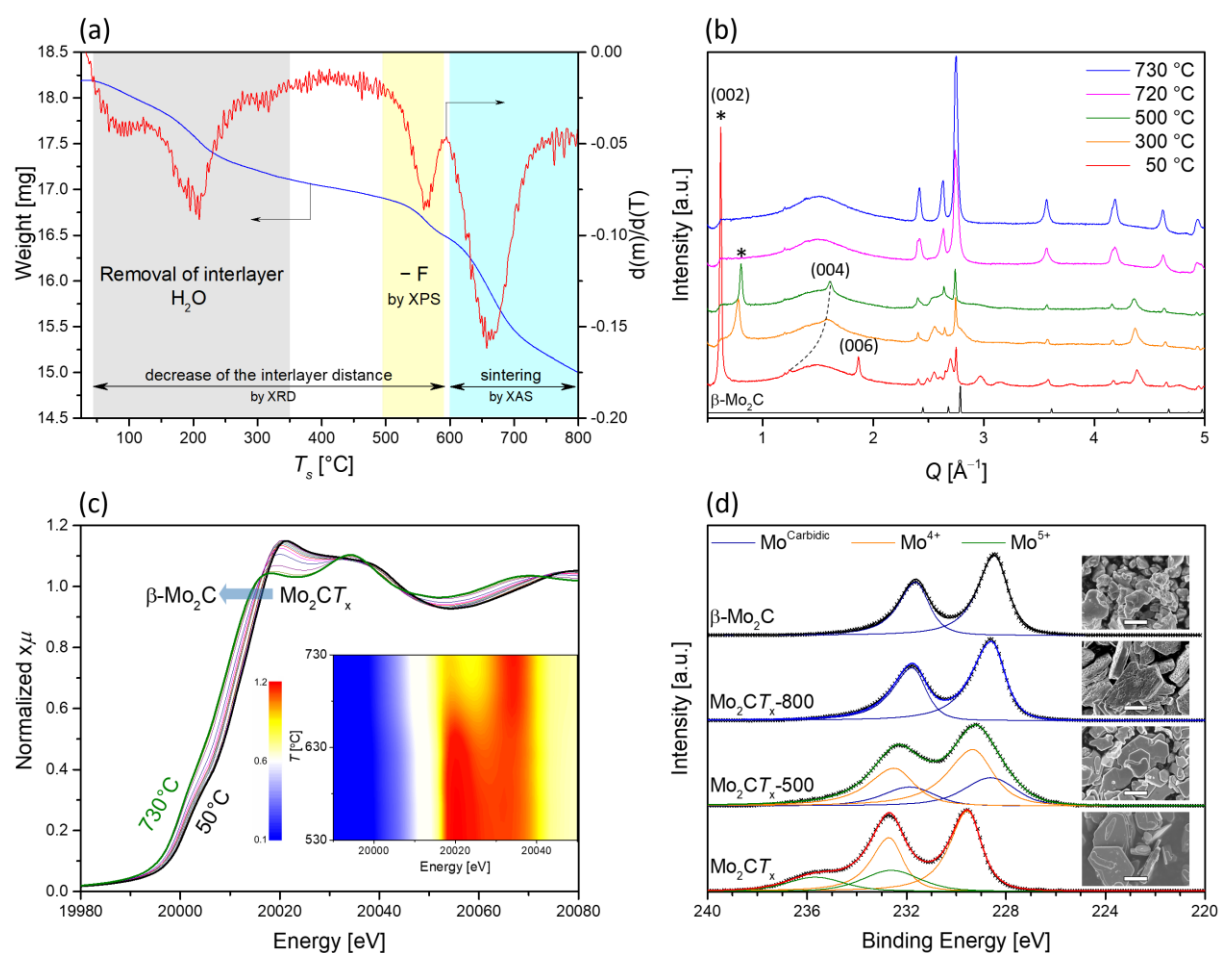 (a)
18.5
18.0
17.5
17.0
16.5
16.0
15.5
15.0
14.5
Weight [mg]
0.00
-0.05
-0.10
-0.15
-0.20
d(m)/d(T)
Removal of interlayer
H₂O
– F
by XPS
decrease of the interlayer distance
by XRD
sintering
by XAS
100 200 300 400 500 600 700 800
Tₛ [°C]
(b)
Intensity [a.u.]
(002)
*
*
(004)
(006)
730 °C
720 °C
500 °C
300 °C
50 °C
β-Mo₂C
1 2 3 4 5
Q [Å⁻¹]
(c)
1.2
1.0
0.8
0.6
0.4
0.2
0.0
Normalized xμ
β-Mo₂C
Mo₂CTₓ
730°C
50°C
1.2
0.6
0.1
730
630
530
T [°C]
20000 20020 20040
Energy [eV]
19980 20000 20020 20040 20060 20080
Energy [eV]
(d)
Intensity [a.u.]
Mo^Carbidic Mo⁴⁺ Mo⁵⁺
β-Mo₂C
Mo₂CTₓ-800
Mo₂CTₓ-500
Mo₂CTₓ
240 236 232 228 224 220
Binding Energy [eV]